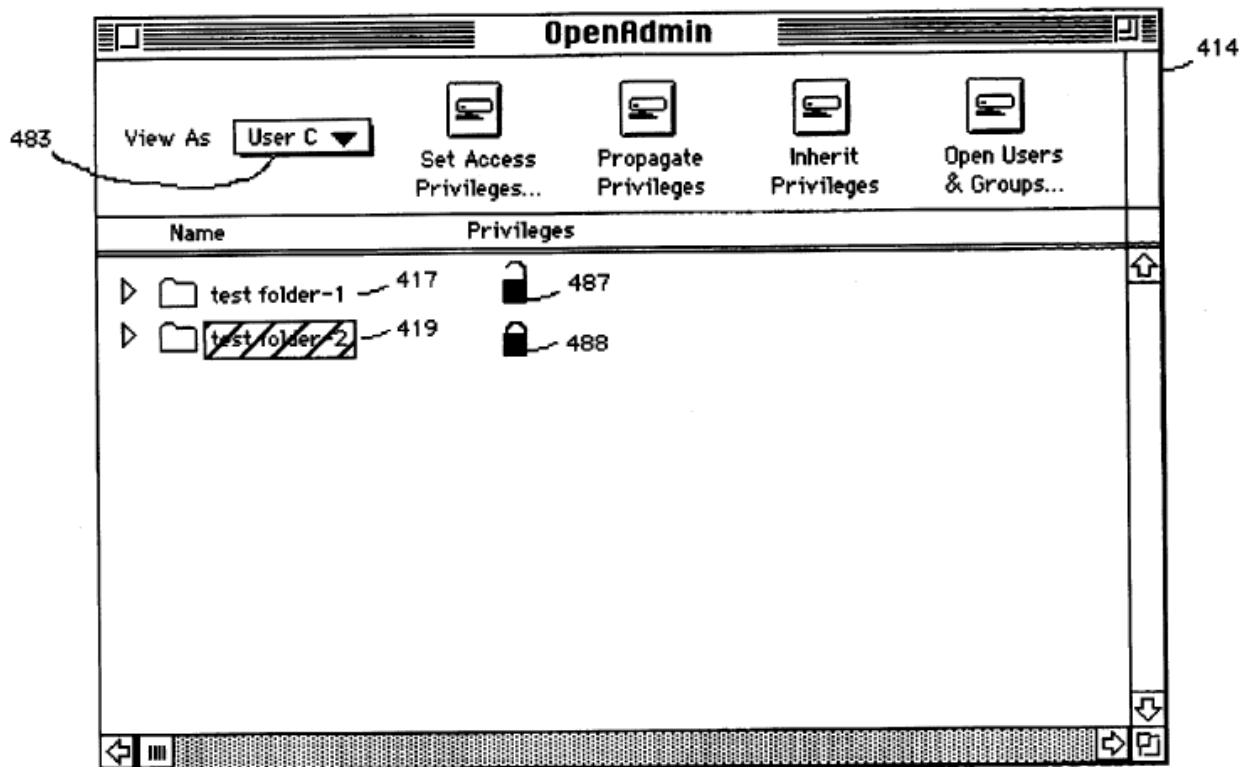 OpenAdmin
414
483
View As User C
Set Access
Privileges...
Propagate
Privileges
Inherit
Privileges
Open Users
& Groups...
Name Privileges
test folder-1 417 487
test folder-2 419 488